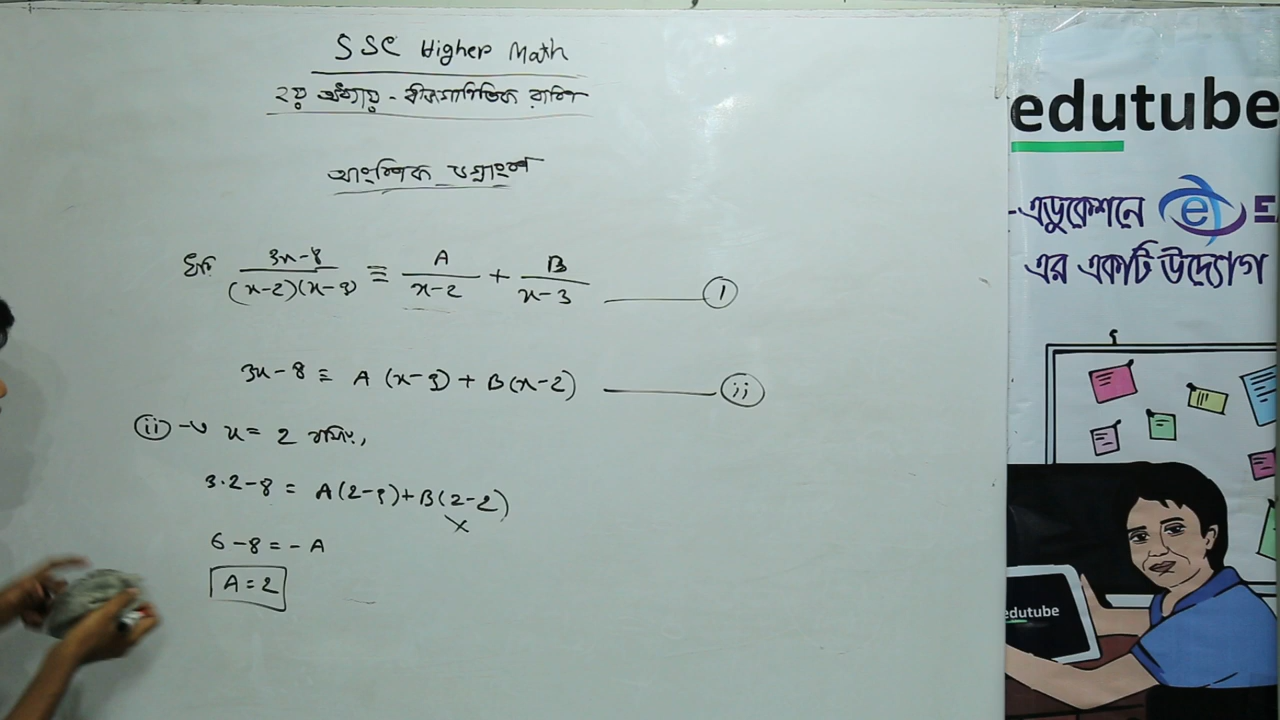 SSC Higher Math
২য় অধ্যায় - বীজগাণিতিক রাশি
আংশিক ভগ্নাংশ
ধরি, (3x-8)/((x-2)(x-3)) ≡ A/(x-2) + B/(x-3) ——— (i)
3x-8 ≡ A(x-3) + B(x-2) ——— (ii)
(ii) -এ x = 2 বসিয়ে,
3·2-8 = A(2-3)+B(2-2)
×
6-8 = -A
A = 2
edutube
-এডুকেশনে e E
এর একটি উদ্যোগ
edutube